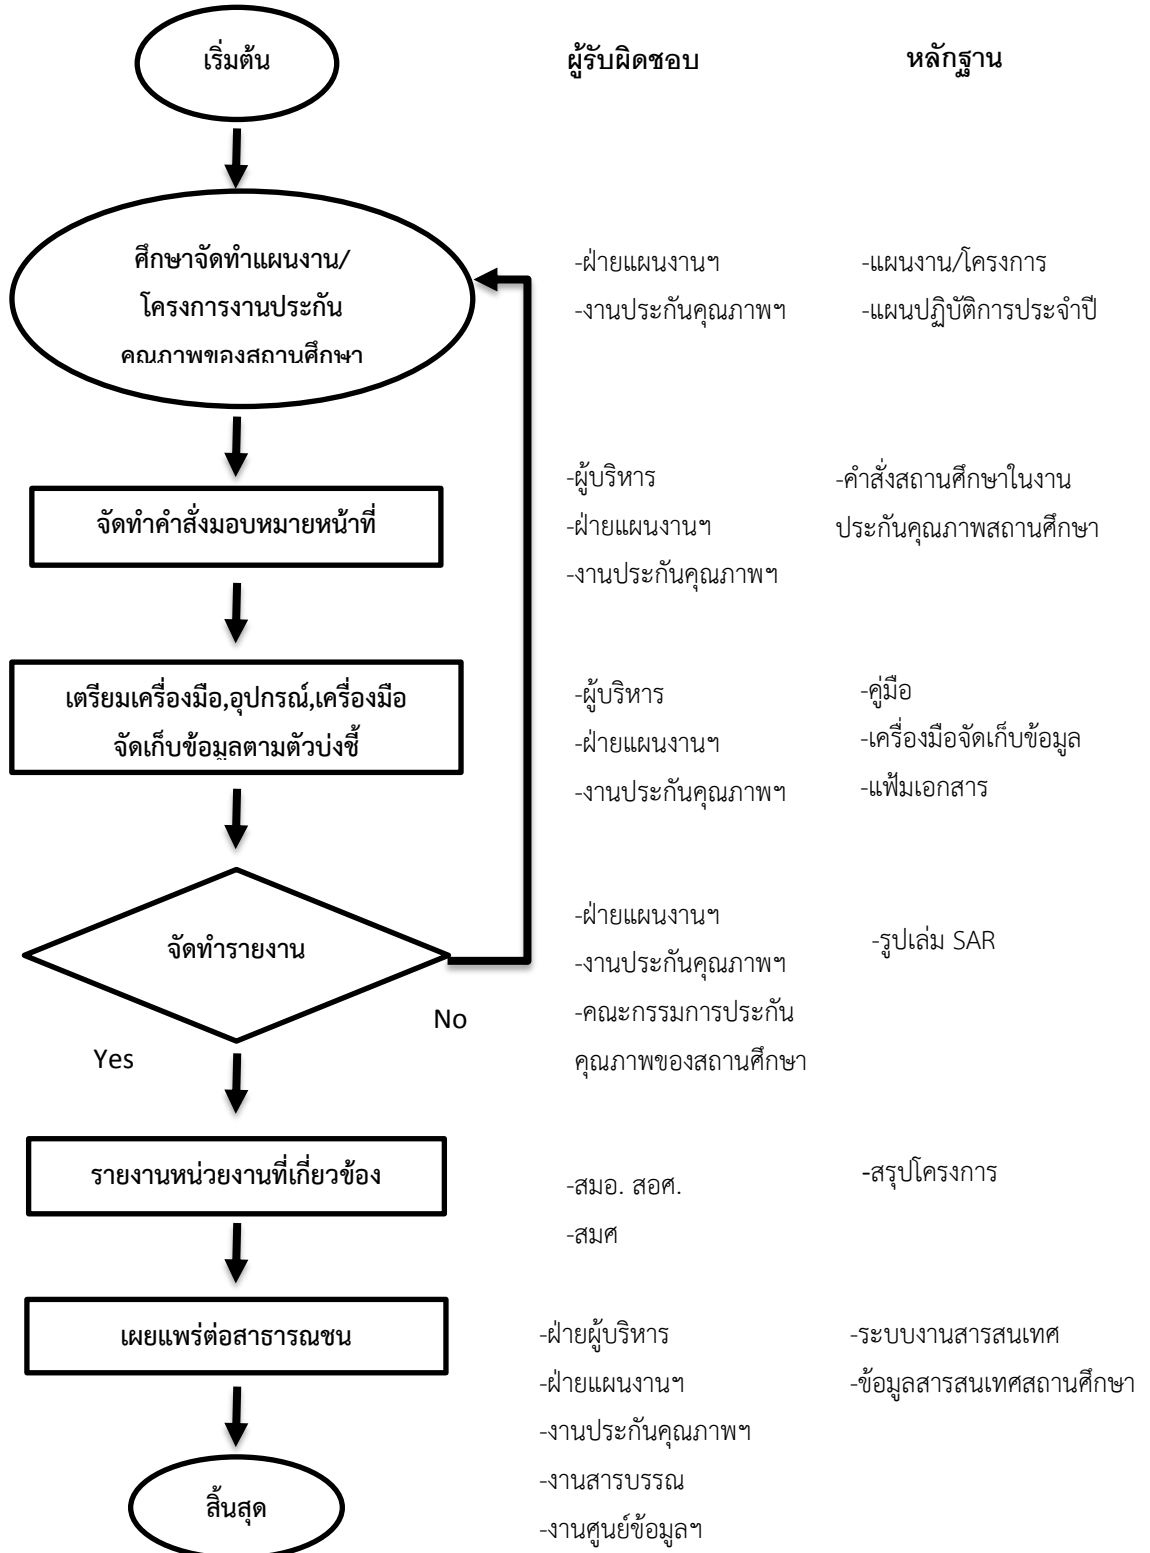 เริ่มต้น
ผู้รับผิดชอบ
หลักฐาน
ศึกษาจัดทำแผนงาน/
โครงการงานประกัน
คุณภาพของสถานศึกษา
-ฝ่ายแผนงานฯ
-งานประกันคุณภาพฯ
-แผนงาน/โครงการ
-แผนปฏิบัติการประจำปี
จัดทำคำสั่งมอบหมายหน้าที่
-ผู้บริหาร
-ฝ่ายแผนงานฯ
-งานประกันคุณภาพฯ
-คำสั่งสถานศึกษาในงาน
ประกันคุณภาพสถานศึกษา
เตรียมเครื่องมือ,อุปกรณ์,เครื่องมือ
จัดเก็บข้อมูลตามตัวบ่งชี้
-ผู้บริหาร
-ฝ่ายแผนงานฯ
-งานประกันคุณภาพฯ
-คู่มือ
-เครื่องมือจัดเก็บข้อมูล
-แฟ้มเอกสาร
จัดทำรายงาน
No
Yes
-ฝ่ายแผนงานฯ
-งานประกันคุณภาพฯ
-คณะกรรมการประกัน
คุณภาพของสถานศึกษา
-รูปเล่ม SAR
รายงานหน่วยงานที่เกี่ยวข้อง
-สมอ. สอศ.
-สมศ
-สรุปโครงการ
เผยแพร่ต่อสาธารณชน
-ฝ่ายผู้บริหาร
-ฝ่ายแผนงานฯ
-งานประกันคุณภาพฯ
-งานสารบรรณ
-งานศูนย์ข้อมูลฯ
-ระบบงานสารสนเทศ
-ข้อมูลสารสนเทศสถานศึกษา
สิ้นสุด